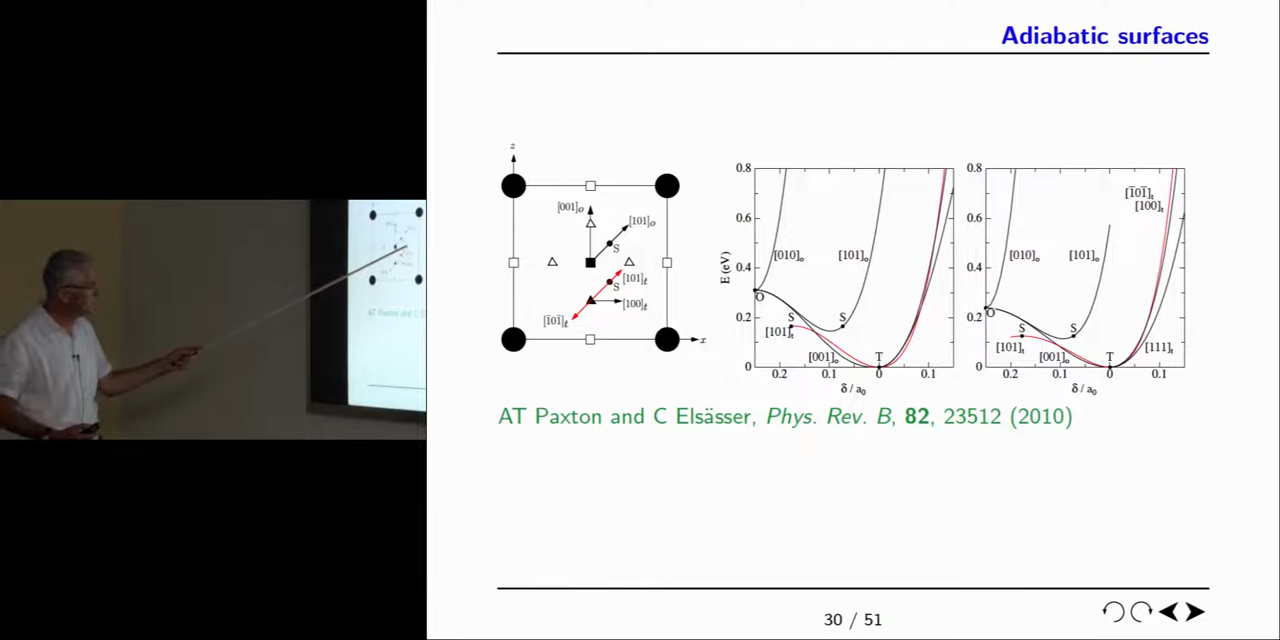 Adiabatic surfaces
z
[001]ₒ
[101]ₒ
S
[101]ₜ
S
[100]ₜ
[1̄01̄]ₜ
x
0.8
0.6
0.4
0.2
0
E (eV)
[010]ₒ
[101]ₒ
O
S
S
[101]ₜ
[001]ₒ
T
0.2
0.1
0
0.1
δ / a₀
0.8
0.6
0.4
0.2
0
[1̄01̄]ₜ
[100]ₜ
[010]ₒ
[101]ₒ
O
S
S
[101]ₜ
[001]ₒ
T
[111]ₜ
0.2
0.1
0
0.1
δ / a₀
AT Paxton and C Elsässer, Phys. Rev. B, 82, 23512 (2010)
AT Paxton and C
30 / 51